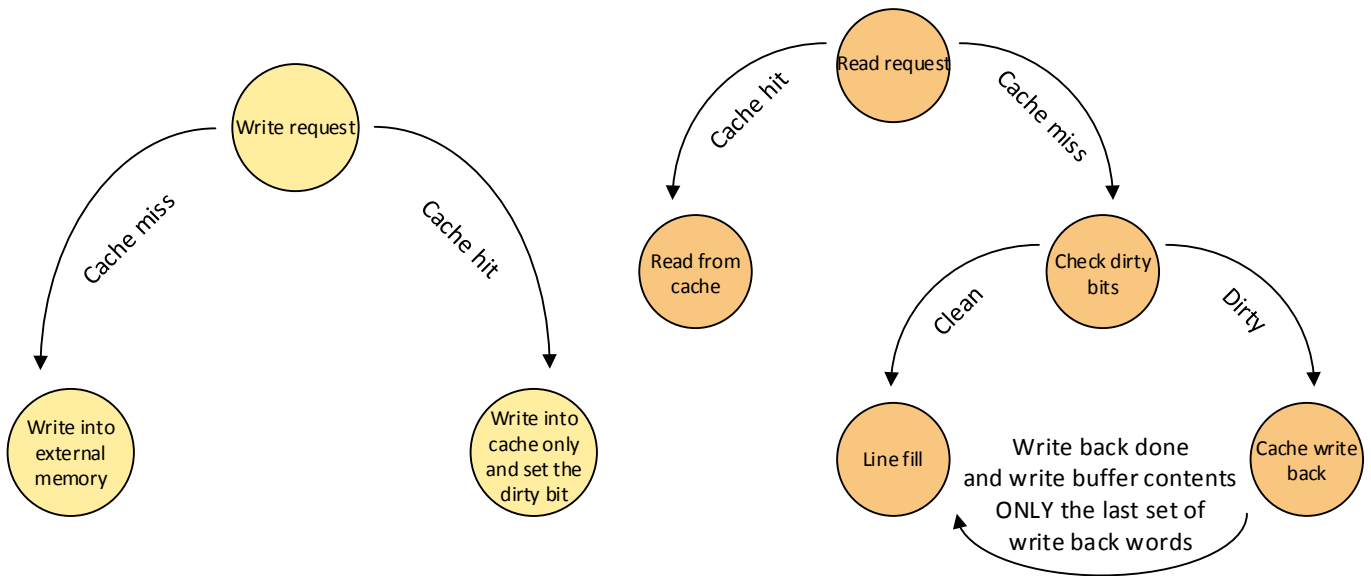 Write request
Cache miss
Cache hit
Write into
external
memory
Write into
cache only
and set the
dirty bit
Read request
Cache hit
Cache miss
Read from
cache
Check dirty
bits
Clean
Dirty
Line fill
Write back done
and write buffer contents
ONLY the last set of
write back words
Cache write
back